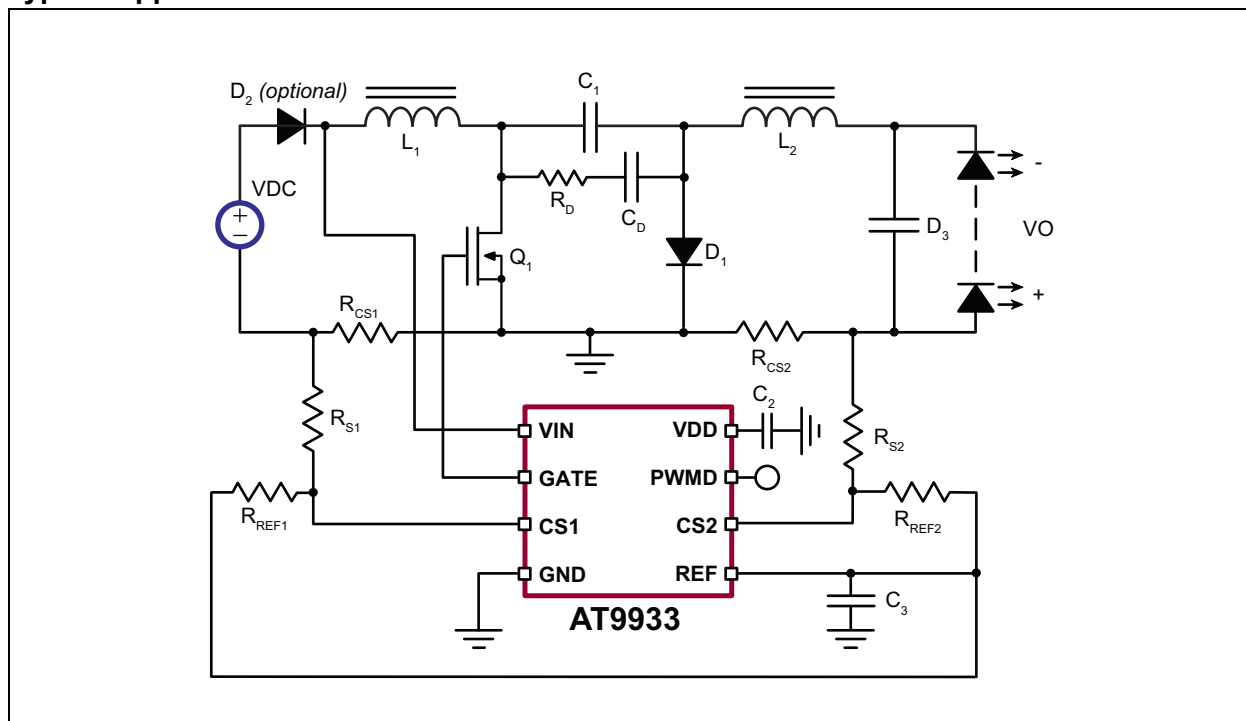 D2 (optional)
L1
C1
L2
VDC
+
−
RD
CD
Q1
D1
D3
-
VO
+
RCS1
RCS2
RS1
RS2
C2
VIN
VDD
GATE
PWMD
RREF1
CS1
CS2
RREF2
GND
REF
C3
AT9933